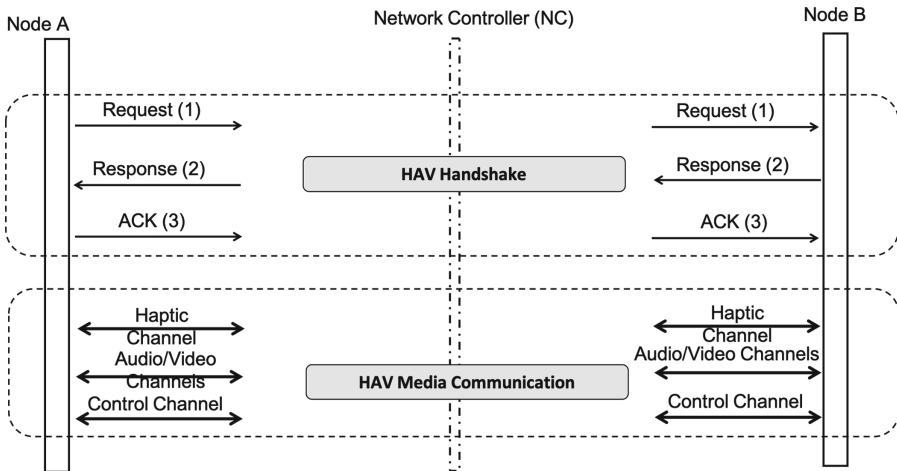 Node A
Network Controller (NC)
Node B
Request (1)
Request (1)
Response (2)
HAV Handshake
Response (2)
ACK (3)
ACK (3)
Haptic
Channel
Audio/Video
Channels
Control Channel
HAV Media Communication
Haptic
Channel
Audio/Video Channels
Control Channel